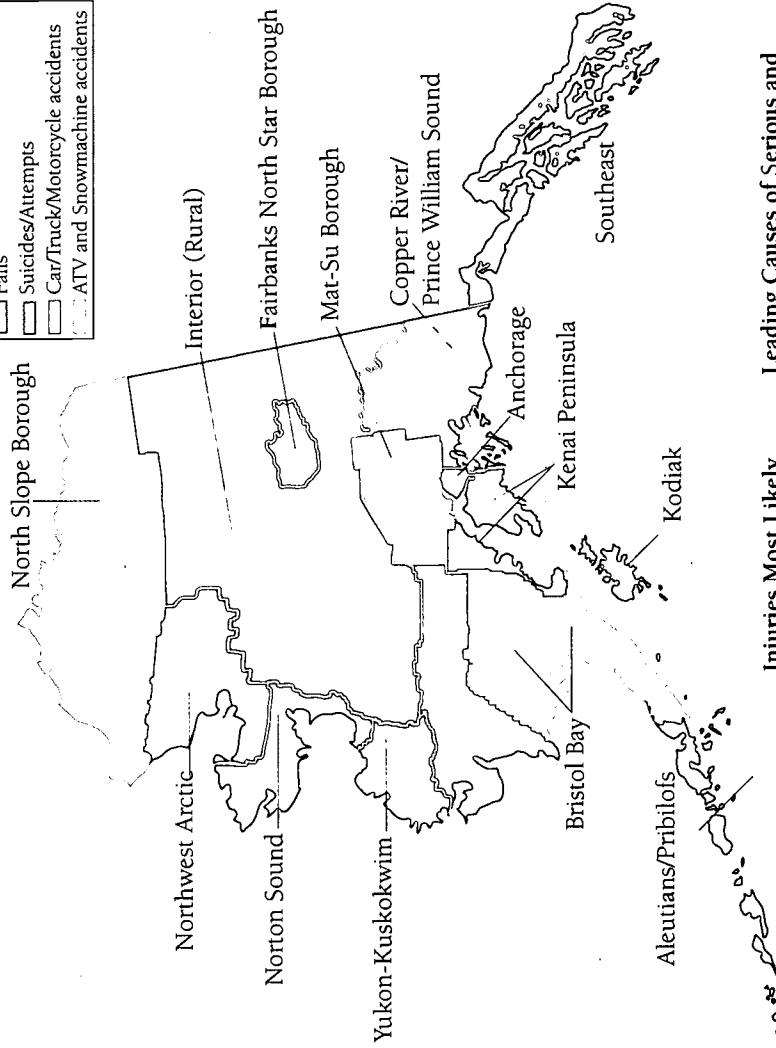 Falls
Suicides/Attempts
Car/Truck/Motorcycle accidents
ATV and Snowmachine accidents
North Slope Borough
Interior (Rural)
Fairbanks North Star Borough
Mat-Su Borough
Copper River/
Prince William Sound
Southeast
Anchorage
Kenai Peninsula
Kodiak
Northwest Arctic
Norton Sound
Yukon-Kuskokwim
Bristol Bay
Aleutians/Pribilofs
Injuries Most Likely
Leading Causes of Serious and